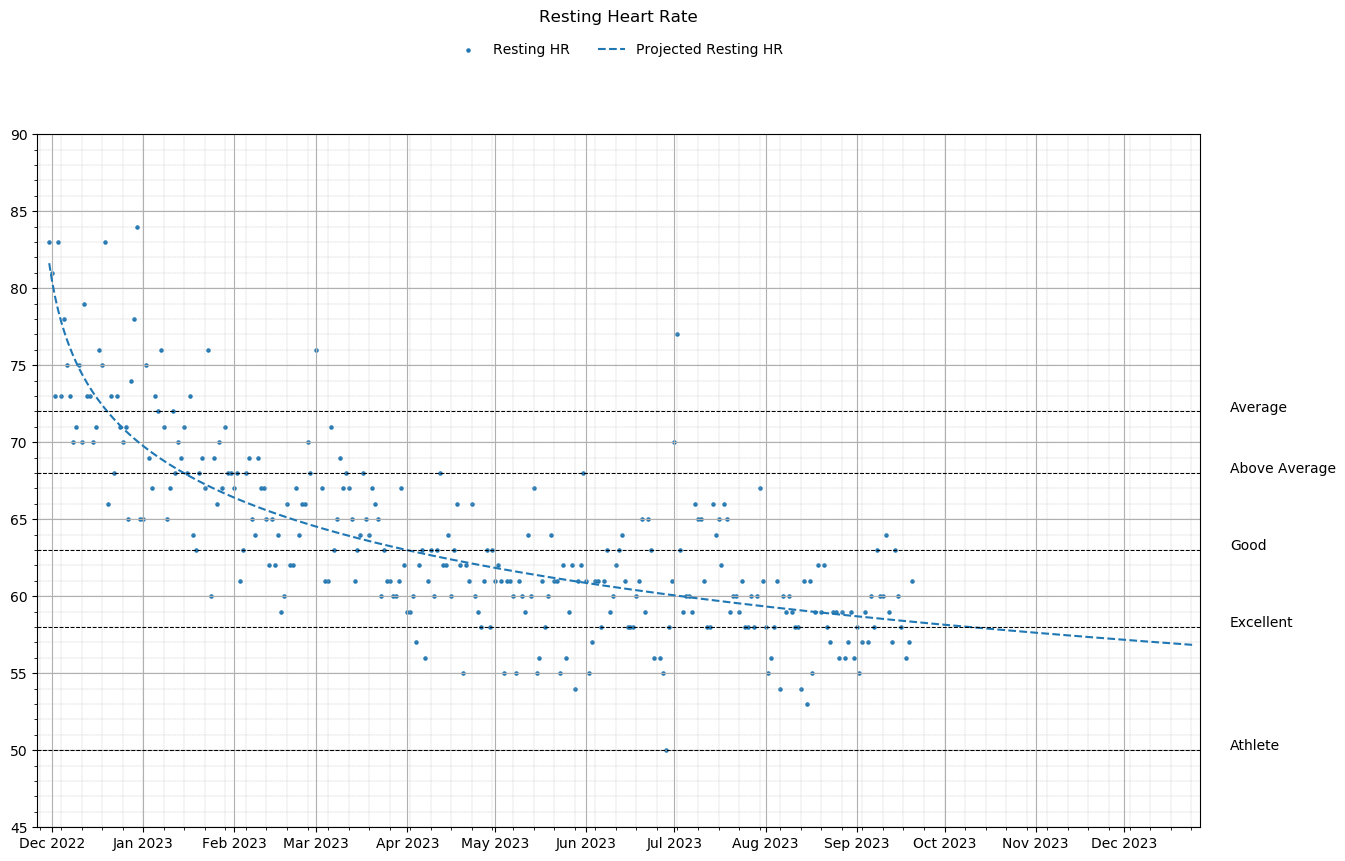 Resting Heart Rate
Resting HR
Projected Resting HR
90
85
80
75
70
65
60
55
50
45
Average
Above Average
Good
Excellent
Athlete
Dec 2022 Jan 2023 Feb 2023 Mar 2023 Apr 2023 May 2023 Jun 2023 Jul 2023 Aug 2023 Sep 2023 Oct 2023 Nov 2023 Dec 2023